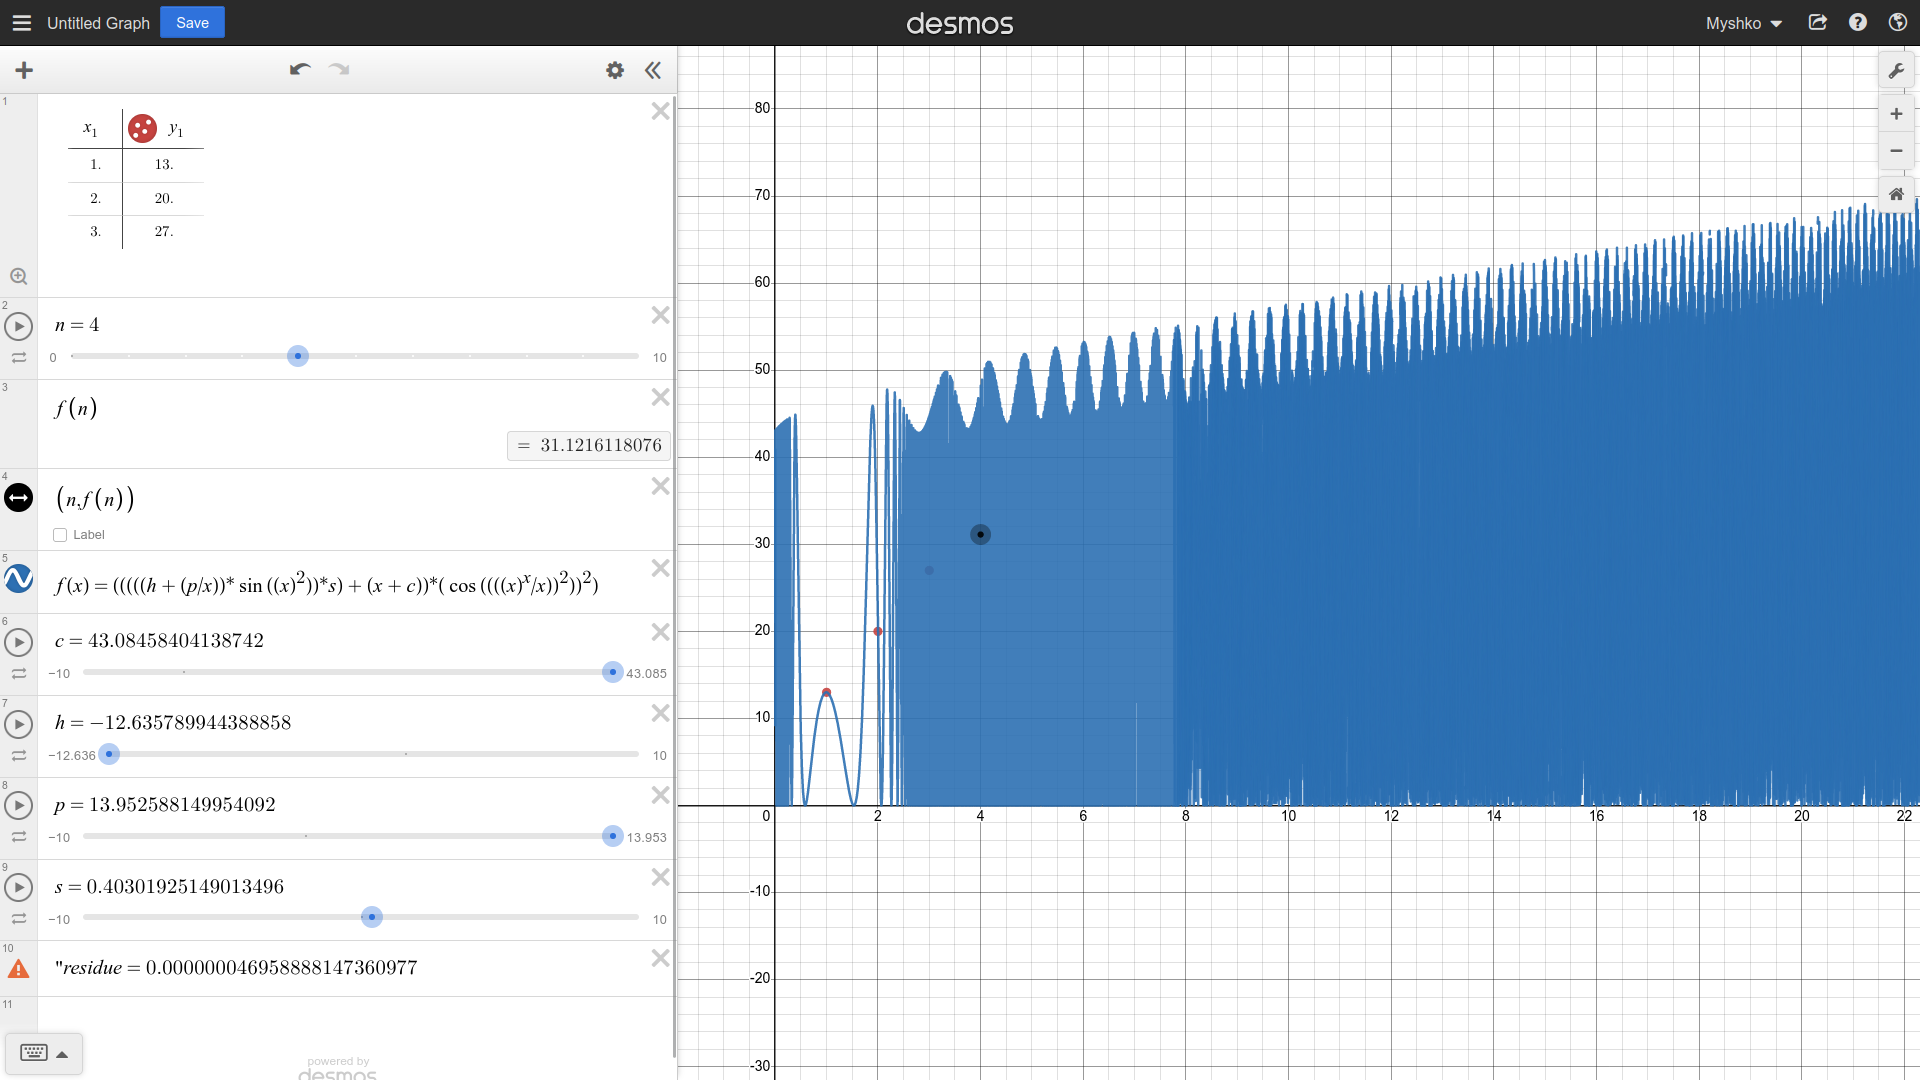 Untitled Graph
Save
desmos
Myshko
1
x₁ y₁
1. 13.
2. 20.
3. 27.
2
n = 4
0 10
3
f(n)
= 31.1216118076
4
(n,f(n))
Label
5
f(x) = (((((h + (p/x))* sin ((x)²))*s) + (x + c))*( cos ((((x)ˣ/x))²))²)
6
c = 43.08458404138742
−10 43.085
7
h = −12.635789944388858
−12.636 10
8
p = 13.952588149954092
−10 13.953
9
s = 0.40301925149013496
−10 10
10
"residue = 0.000000046958888147360977
11
powered by
desmos
80
70
60
50
40
30
20
10
0 2 4 6 8 10 12 14 16 18 20 22
-10
-20
-30